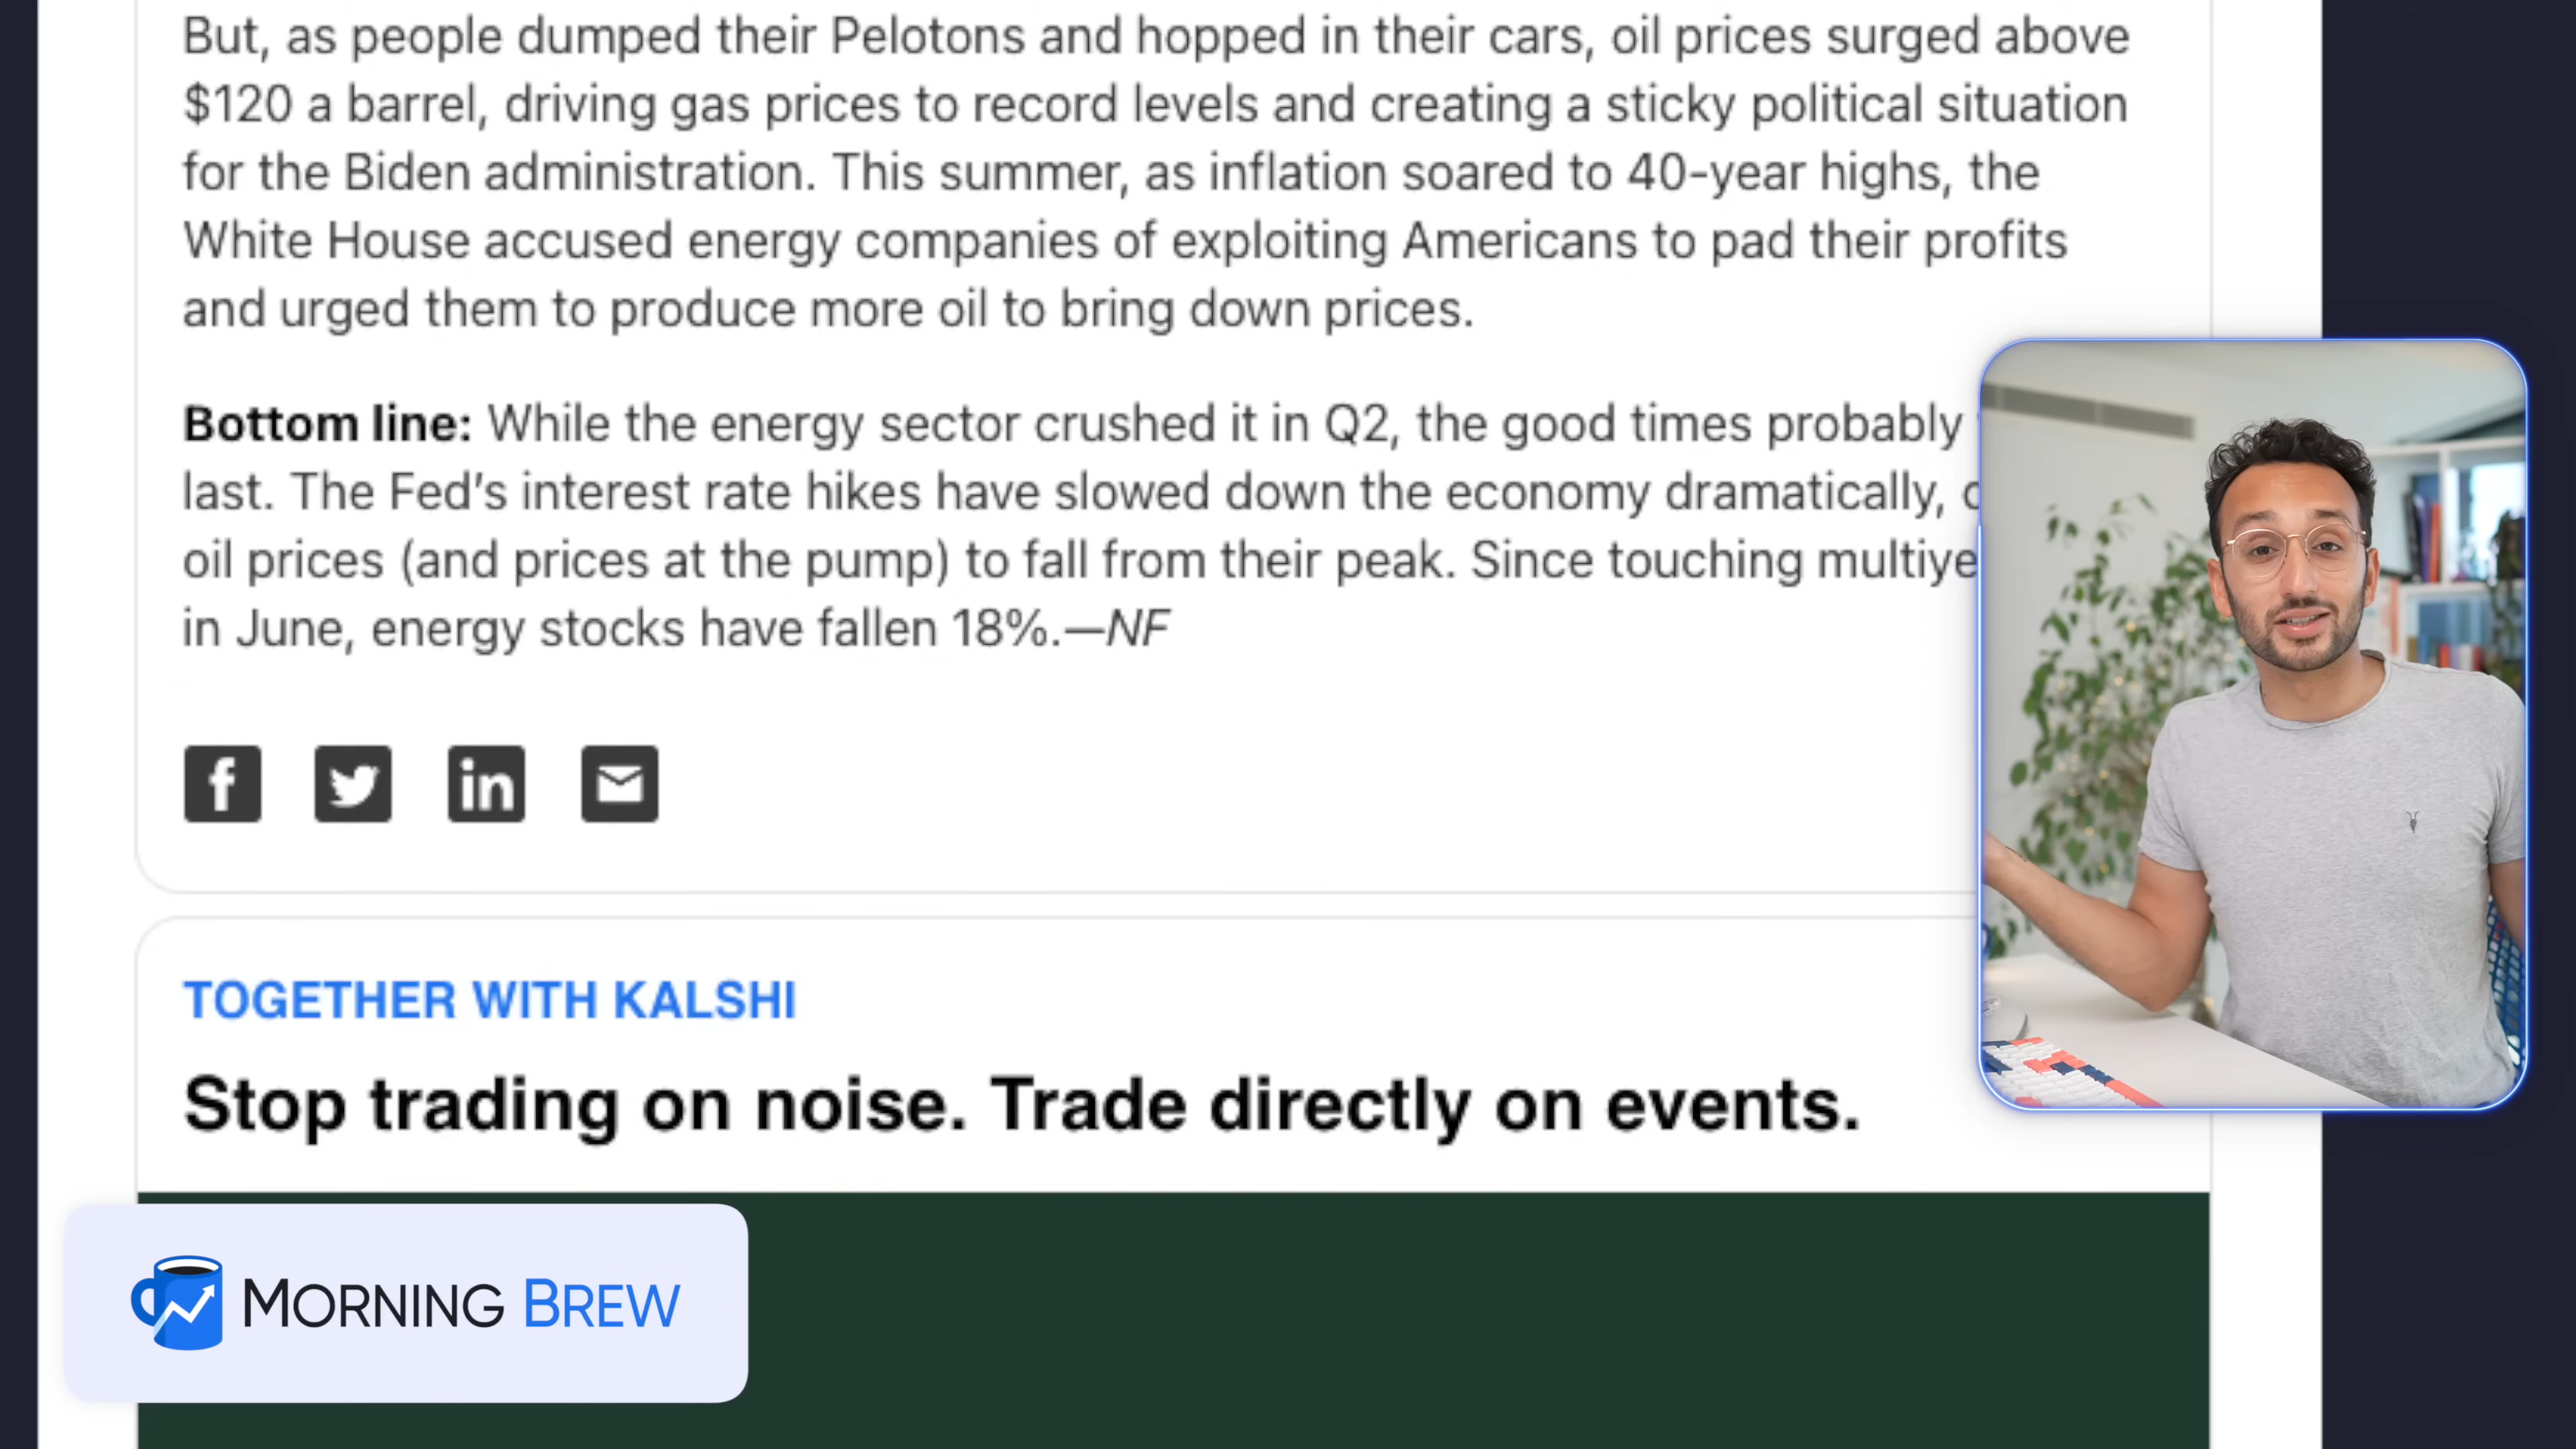 But, as people dumped their Pelotons and hopped in their cars, oil prices surged above
$120 a barrel, driving gas prices to record levels and creating a sticky political situation
for the Biden administration. This summer, as inflation soared to 40-year highs, the
White House accused energy companies of exploiting Americans to pad their profits
and urged them to produce more oil to bring down prices.
Bottom line: While the energy sector crushed it in Q2, the good times probably
last. The Fed’s interest rate hikes have slowed down the economy dramatically,
oil prices (and prices at the pump) to fall from their peak. Since touching multiye
in June, energy stocks have fallen 18%.—NF
f
in
TOGETHER WITH KALSHI
Stop trading on noise. Trade directly on events.
MORNING BREW